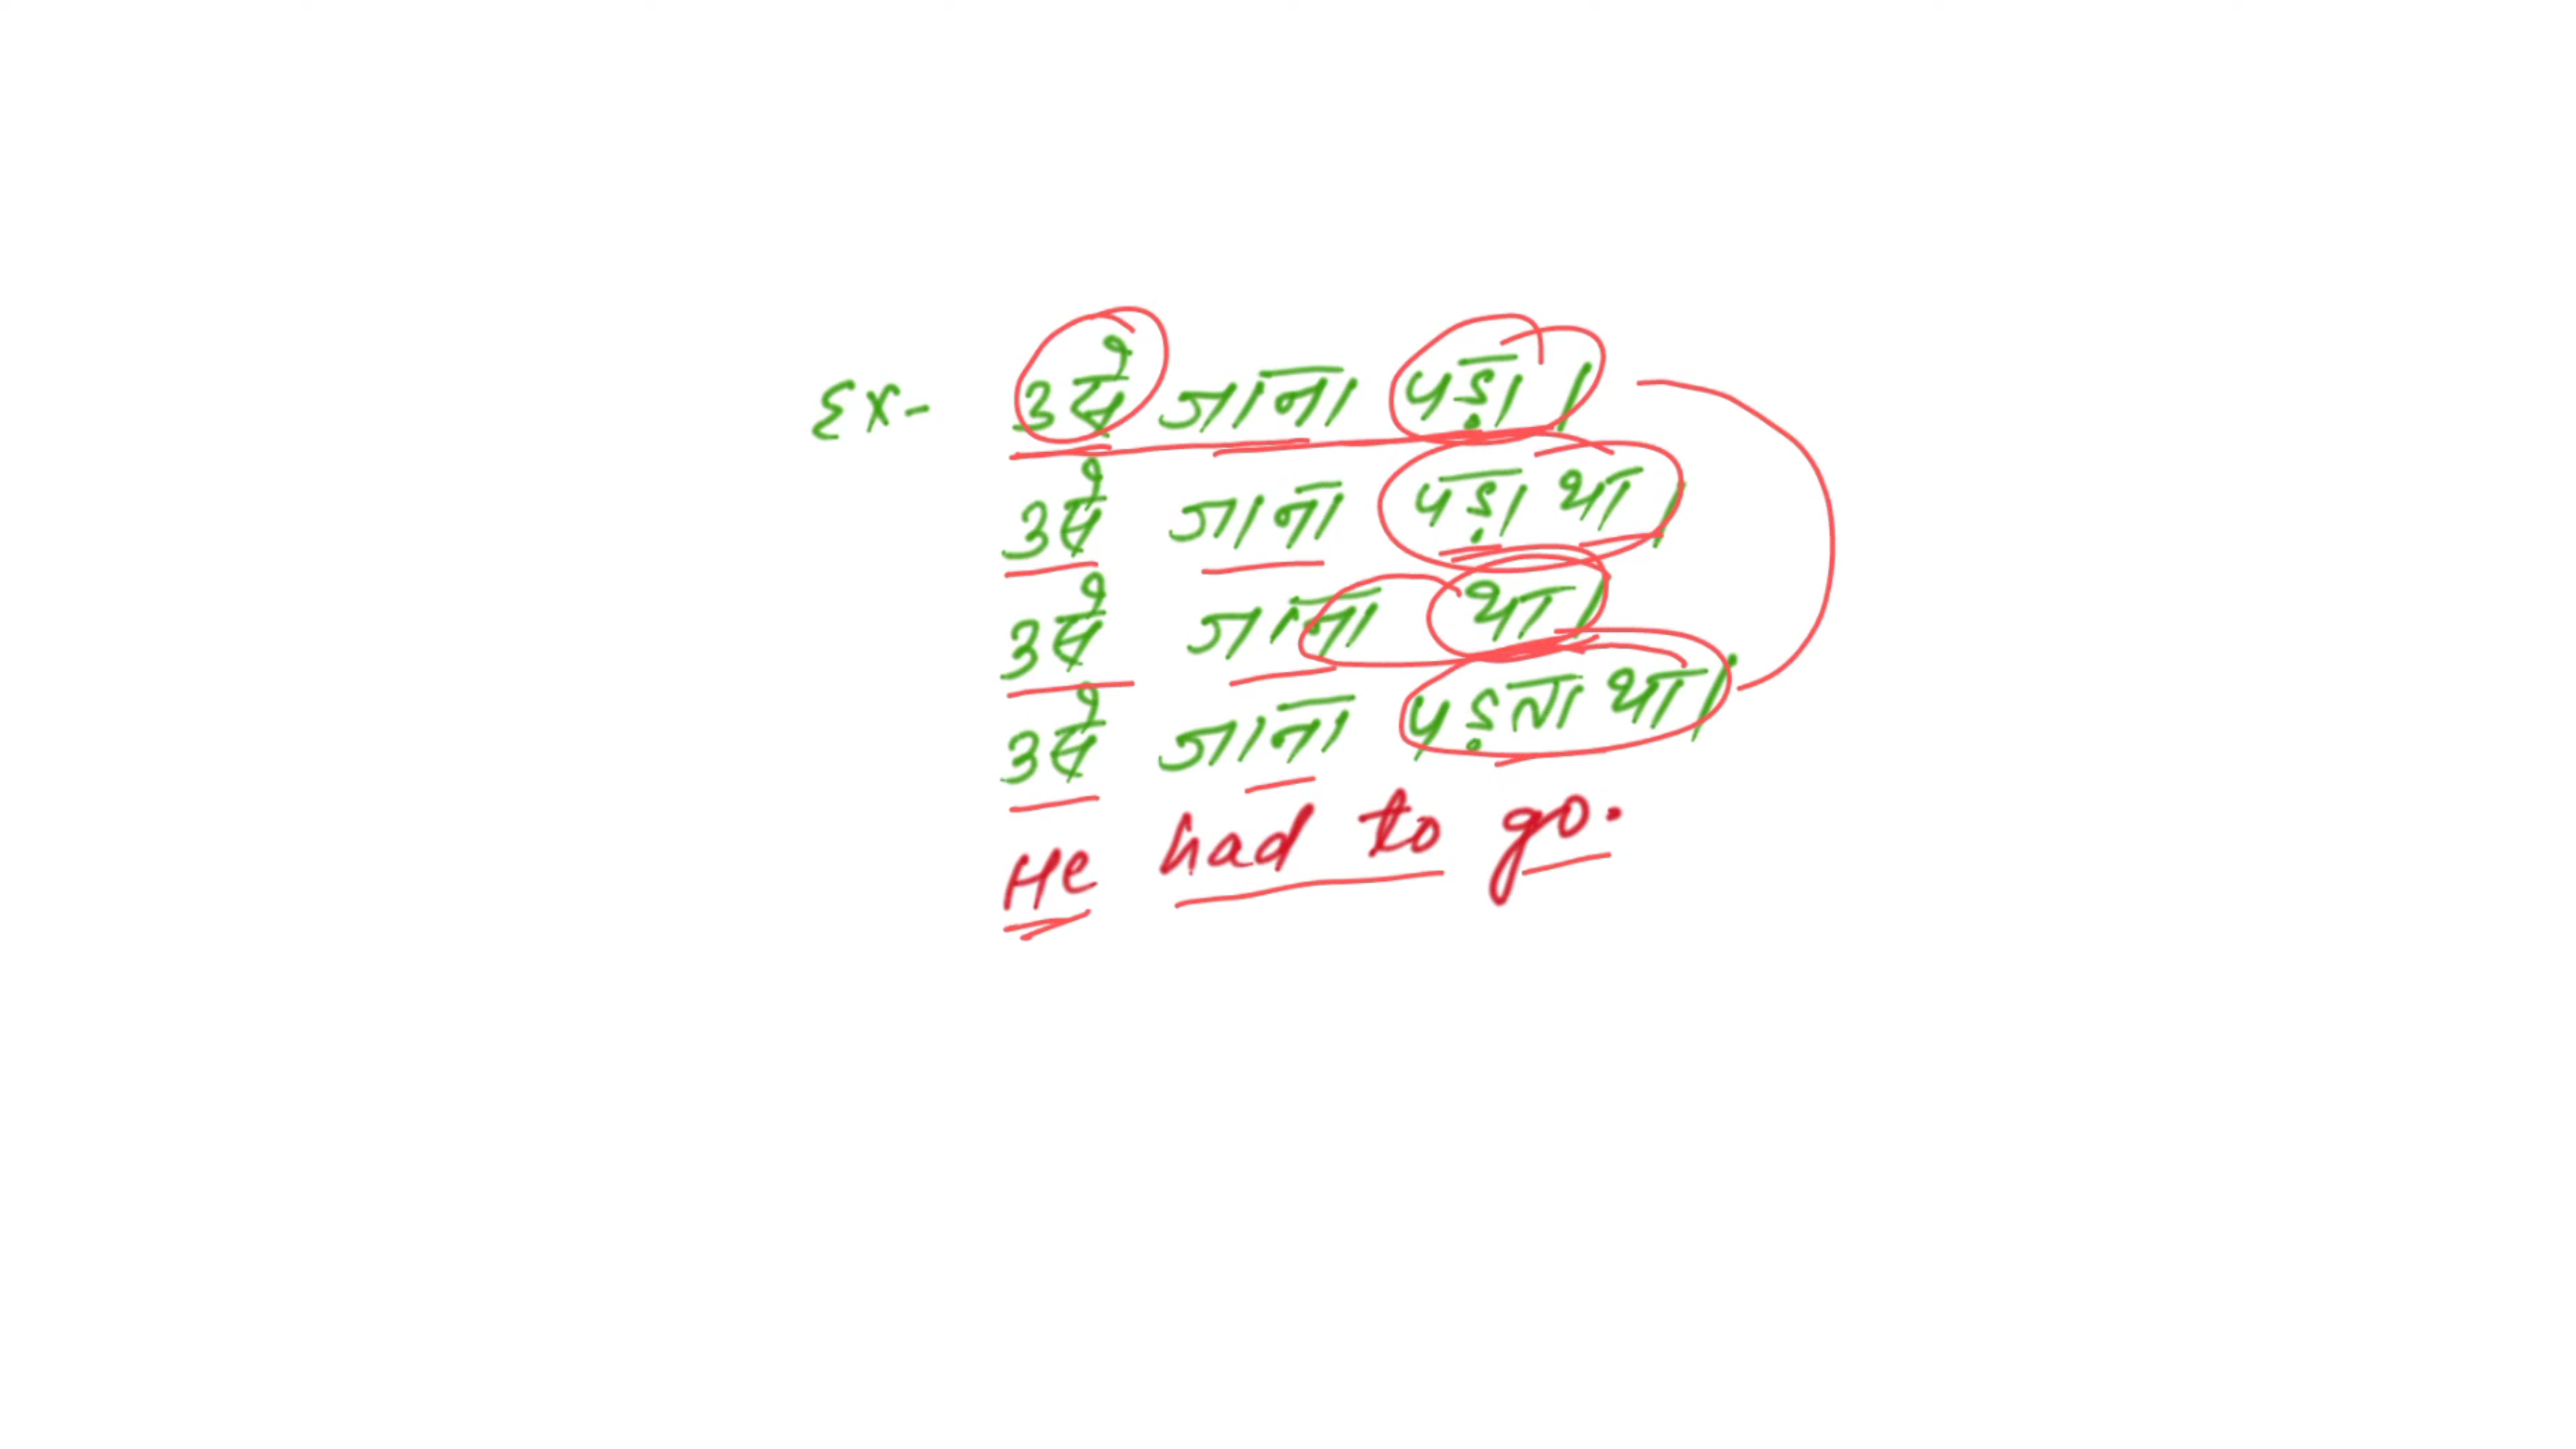 Ex- उसे जाना पड़ा।
उसे जाना पड़ा था।
उसे जाना था।
उसे जाना पड़ता था।
He had to go.